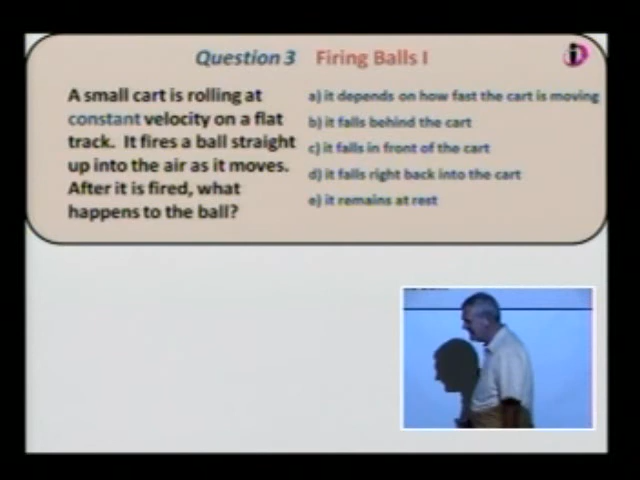 Question 3 Firing Balls I
A small cart is rolling at
constant velocity on a flat
track. It fires a ball straight
up into the air as it moves.
After it is fired, what
happens to the ball?
a) it depends on how fast the cart is moving
b) it falls behind the cart
c) it falls in front of the cart
d) it falls right back into the cart
e) it remains at rest